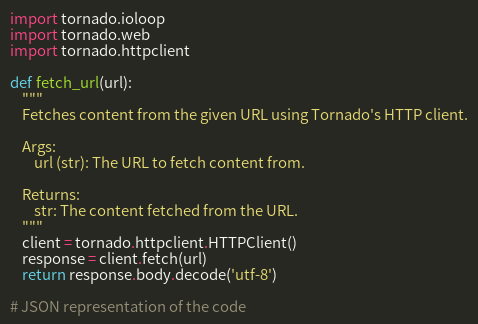 import tornado.ioloop
import tornado.web
import tornado.httpclient
def fetch_url(url):
"""
Fetches content from the given URL using Tornado's HTTP client.
Args:
url (str): The URL to fetch content from.
Returns:
str: The content fetched from the URL.
"""
client = tornado.httpclient.HTTPClient()
response = client.fetch(url)
return response.body.decode('utf-8')
# JSON representation of the code